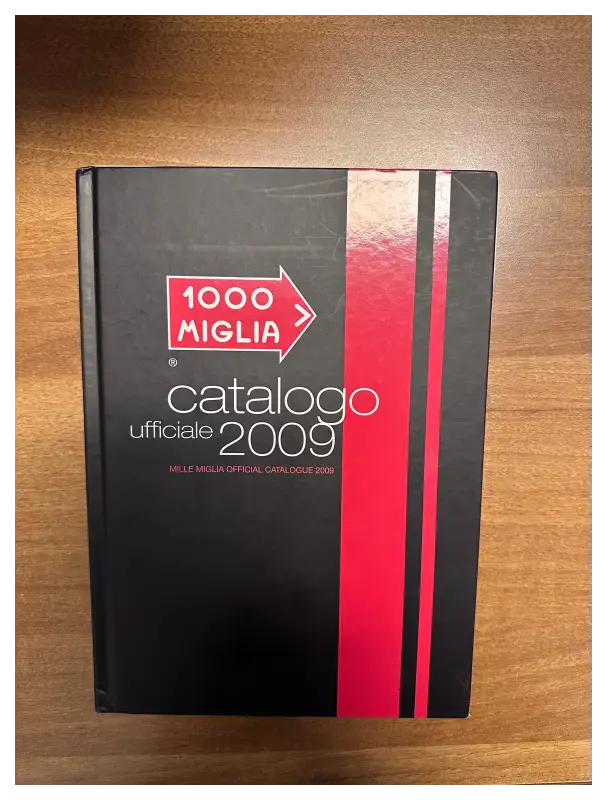 1000
MIGLIA
®
catalogo
ufficiale 2009
MILLE MIGLIA OFFICIAL CATALOGUE 2009